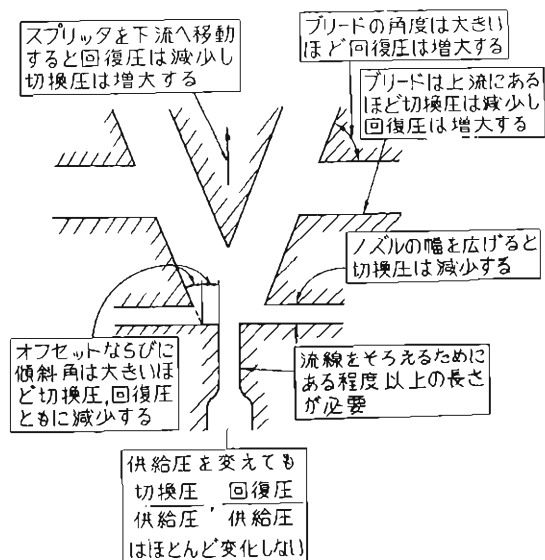 スプリッタを下流へ移動
すると回復圧は減少し
切換圧は増大する
ブリードの角度は大きい
ほど回復圧は増大する
ブリードは上流にある
ほど切換圧は減少し
回復圧は増大する
ノズルの幅を広げると
切換圧は減少する
オフセットならびに
傾斜角は大きいほ
ど切換圧,回復圧
ともに減少する
流線をそろえるために
ある程度以上の長さ
が必要
供給圧を変えても
切換圧 回復圧
供給圧 , 供給圧
はほとんど変化しない